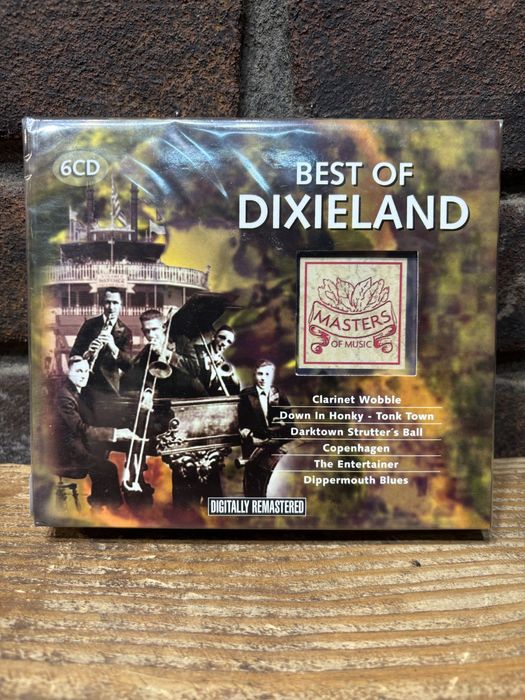 6CD
BEST OF
DIXIELAND
MASTERS
OF MUSIC
Clarinet Wobble
Down In Honky - Tonk Town
Darktown Strutter´s Ball
Copenhagen
The Entertainer
Dippermouth Blues
DIGITALLY REMASTERED